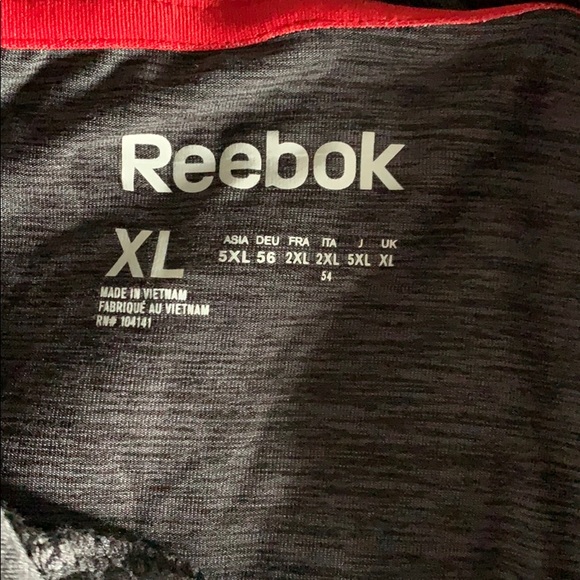 Reebok
XL
ASIA DEU FRA ITA J UK
5XL 56 2XL 2XL 5XL XL
54
MADE IN VIETNAM
FABRIQUÉ AU VIETNAM
RN# 104141